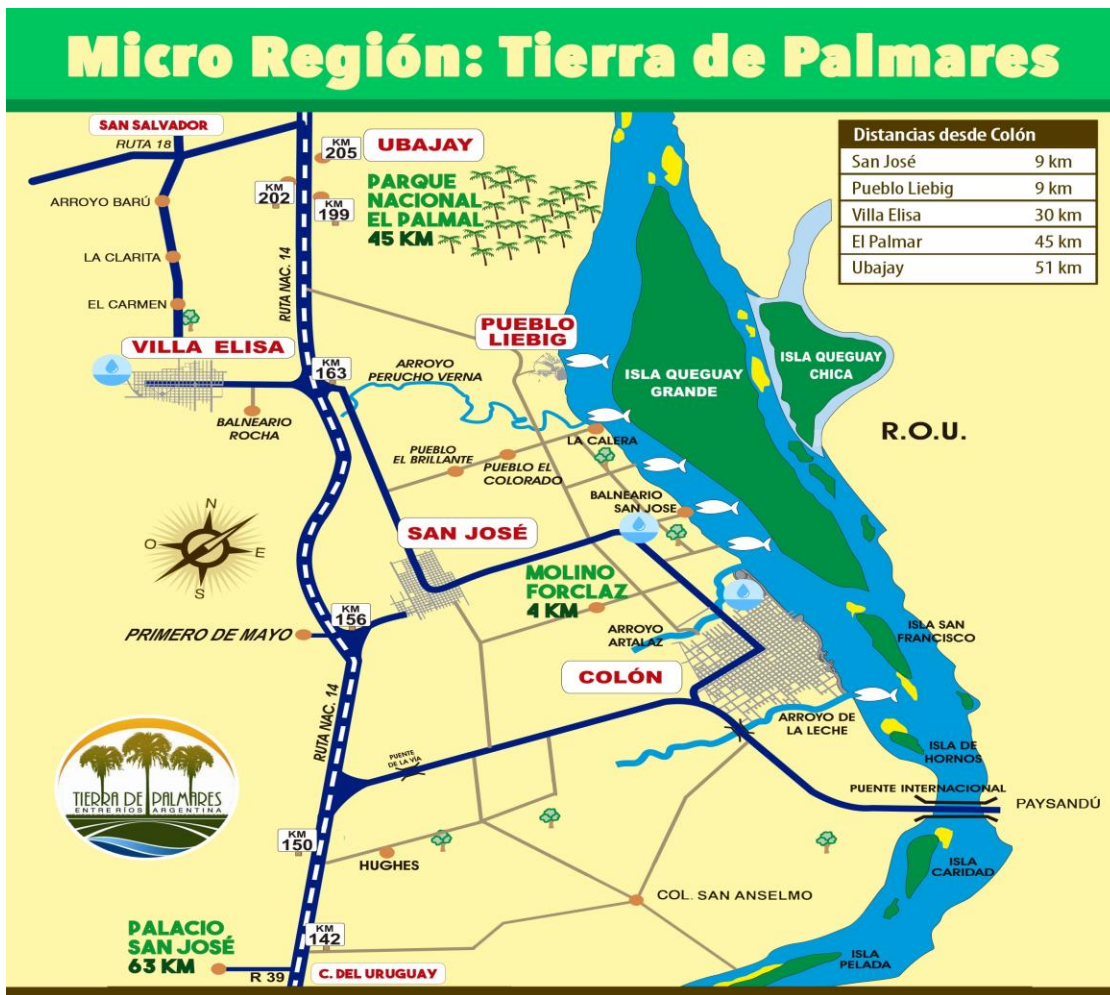 Micro Región: Tierra de Palmares
SAN SALVADOR
RUTA 18
ARROYO BARÚ
LA CLARITA
EL CARMEN
VILLA ELISA
BALNEARIO
ROCHA
KM
205
UBAJAY
KM
202
KM
199
PARQUE
NACIONAL
EL PALMAL
45 KM
RUTA NAC. 14
KM
163
PUEBLO
LIEBIG
ARROYO
PERUCHO VERNA
PUEBLO
EL BRILLANTE
PUEBLO EL
COLORADO
LA CALERA
BALNEARIO
SAN JOSE
Distancias desde Colón
San José 9 km
Pueblo Liebig 9 km
Villa Elisa 30 km
El Palmar 45 km
Ubajay 51 km
ISLA QUEGUAY
GRANDE
ISLA QUEGUAY
CHICA
R.O.U.
N
O
E
S
SAN JOSÉ
MOLINO
FORCLAZ
4 KM
KM
156
PRIMERO DE MAYO
ARROYO
ARTALAZ
COLÓN
ISLA SAN
FRANCISCO
ARROYO DE
LA LECHE
ISLA DE
HORNOS
PUENTE INTERNACIONAL
PAYSANDÚ
RUTA NAC. 14
PUENTE
DE LA VÍA
TIERRA DE PALMARES
ENTRE RÍOS ARGENTINA
KM
150
HUGHES
COL. SAN ANSELMO
ISLA
CARIDAD
ISLA
PELADA
PALACIO
SAN JOSÉ
63 KM
KM
142
R 39
C. DEL URUGUAY